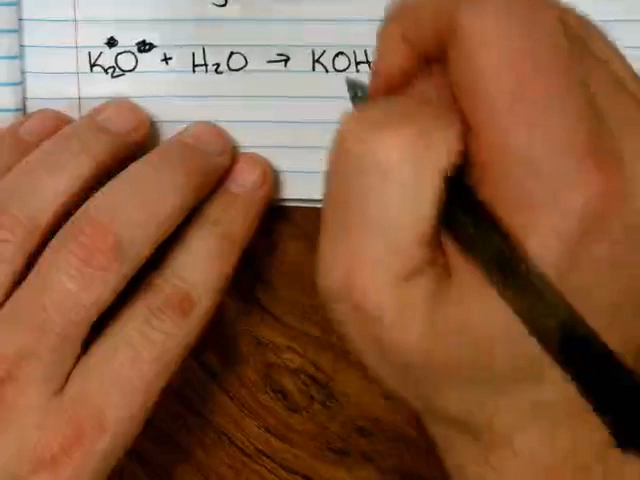 K₂O + H₂O → KOH